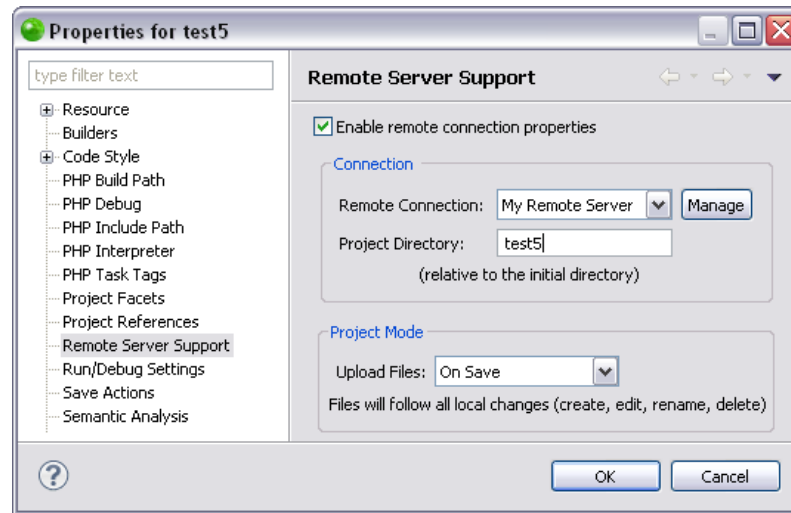 Properties for test5
type filter text
Resource
Builders
Code Style
PHP Build Path
PHP Debug
PHP Include Path
PHP Interpreter
PHP Task Tags
Project Facets
Project References
Remote Server Support
Run/Debug Settings
Save Actions
Semantic Analysis
Remote Server Support
Enable remote connection properties
Connection
Remote Connection: My Remote Server Manage
Project Directory: test5
(relative to the initial directory)
Project Mode
Upload Files: On Save
Files will follow all local changes (create, edit, rename, delete)
? OK Cancel